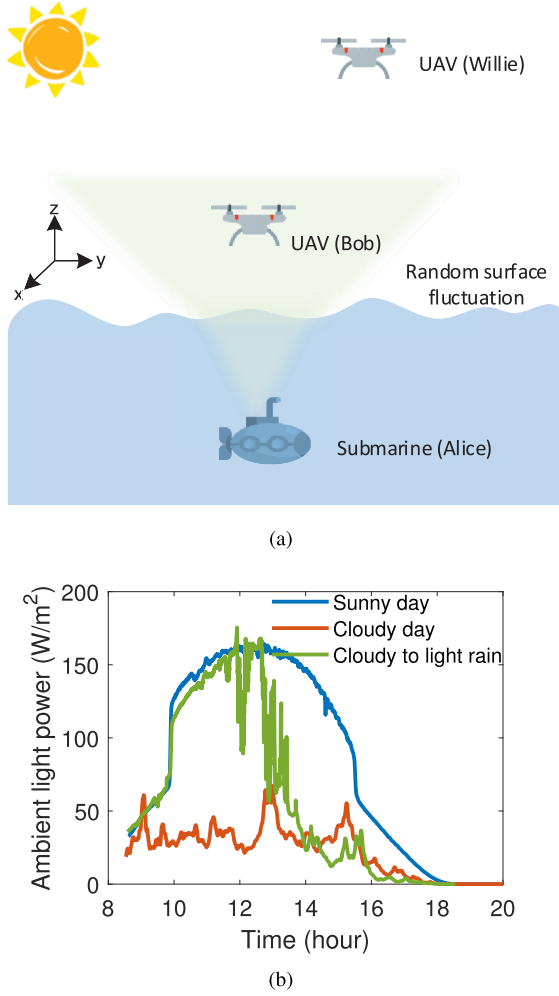 UAV (Willie)
z
y
x
UAV (Bob)
Random surface
fluctuation
Submarine (Alice)
(a)
Ambient light power (W/m²)
200
150
100
50
0
Sunny day
Cloudy day
Cloudy to light rain
8 10 12 14 16 18 20
Time (hour)
(b)